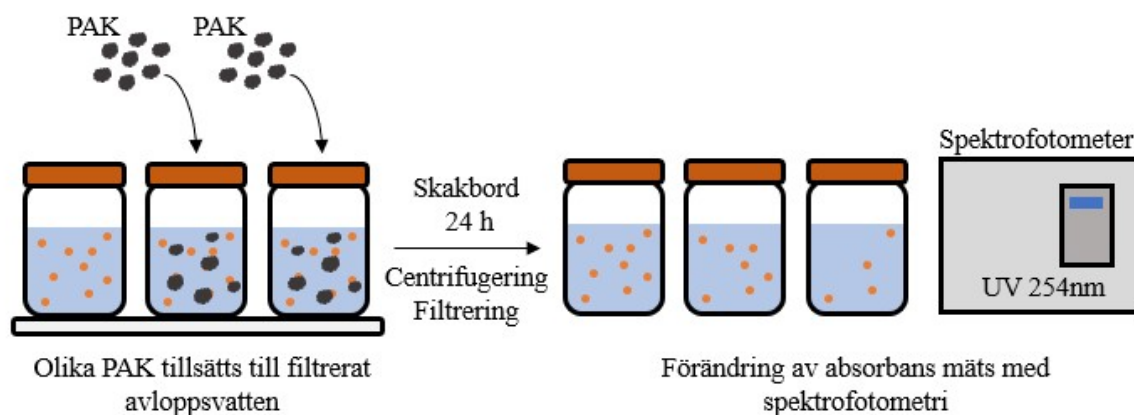 PAK
PAK
Skakbord
24 h
Centrifugering
Filtrering
Spektrofotometer
UV 254nm
Olika PAK tillsätts till filtrerat
avloppsvatten
Förändring av absorbans mäts med
spektrofotometri